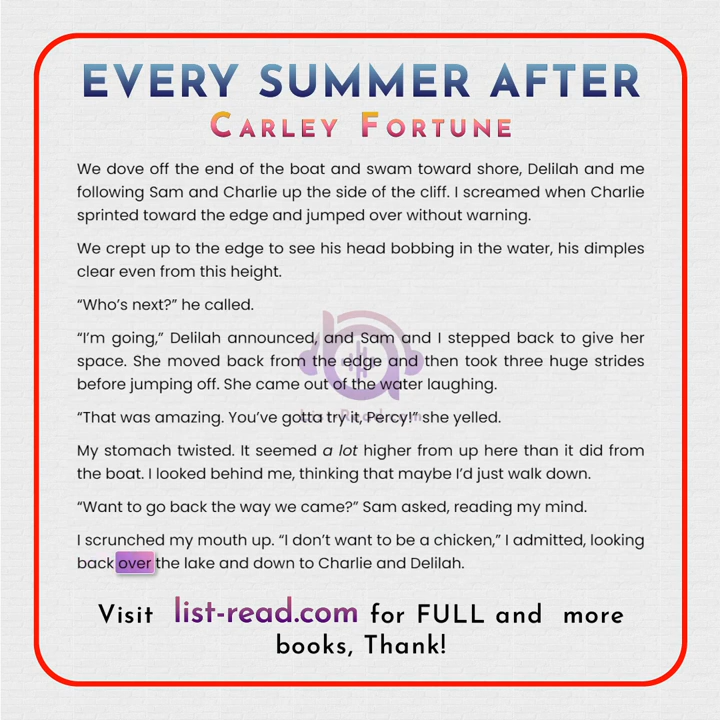 EVERY SUMMER AFTER
CARLEY FORTUNE
We dove off the end of the boat and swam toward shore, Delilah and me
following Sam and Charlie up the side of the cliff. I screamed when Charlie
sprinted toward the edge and jumped over without warning.
We crept up to the edge to see his head bobbing in the water, his dimples
clear even from this height.
“Who’s next?” he called.
“I’m going,” Delilah announced, and Sam and I stepped back to give her
space. She moved back from the edge and then took three huge strides
before jumping off. She came out of the water laughing.
“That was amazing. You’ve gotta try it, Percy!” she yelled.
My stomach twisted. It seemed a lot higher from up here than it did from
the boat. I looked behind me, thinking that maybe I’d just walk down.
“Want to go back the way we came?” Sam asked, reading my mind.
I scrunched my mouth up. “I don’t want to be a chicken,” I admitted, looking
back over the lake and down to Charlie and Delilah.
Visit list-read.com for FULL and more
books, Thank!